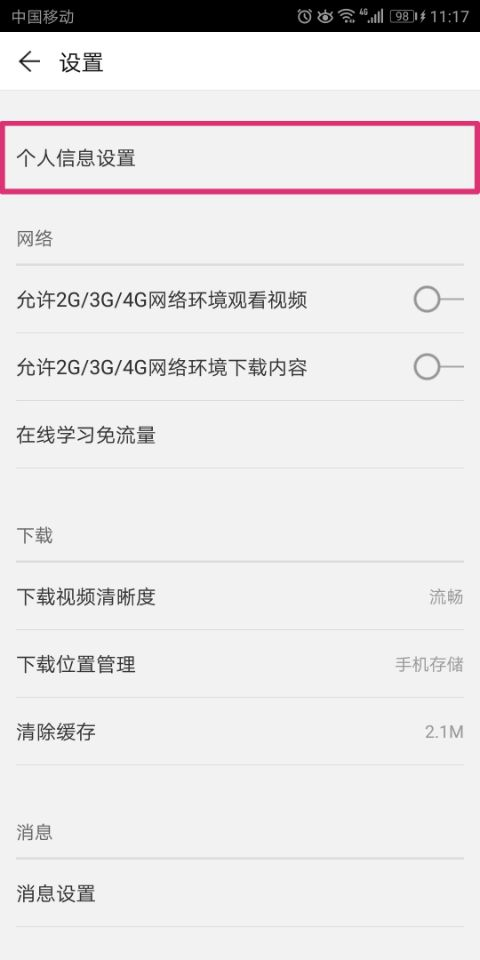 中国移动 4G 98 11:17
设置
个人信息设置
网络
允许2G/3G/4G网络环境观看视频
允许2G/3G/4G网络环境下载内容
在线学习免流量
下载
下载视频清晰度 流畅
下载位置管理 手机存储
清除缓存 2.1M
消息
消息设置